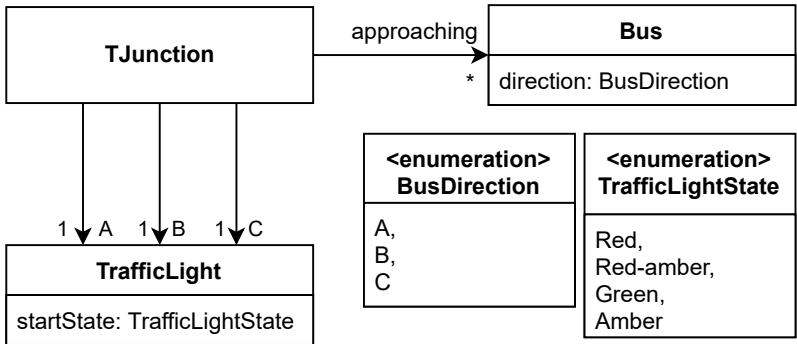 TJunction
approaching
*
Bus
direction: BusDirection
<enumeration>
BusDirection
A,
B,
C
<enumeration>
TrafficLightState
Red,
Red-amber,
Green,
Amber
1 A 1 B 1 C
TrafficLight
startState: TrafficLightState